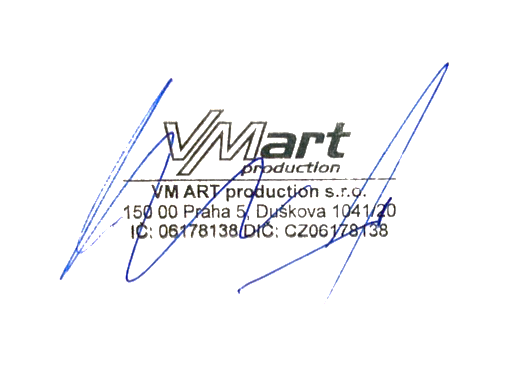 VMart
production
VM ART production s.r.o.
150 00 Praha 5, Duškova 1041/20
IČ: 06178138 DIČ: CZ06178138